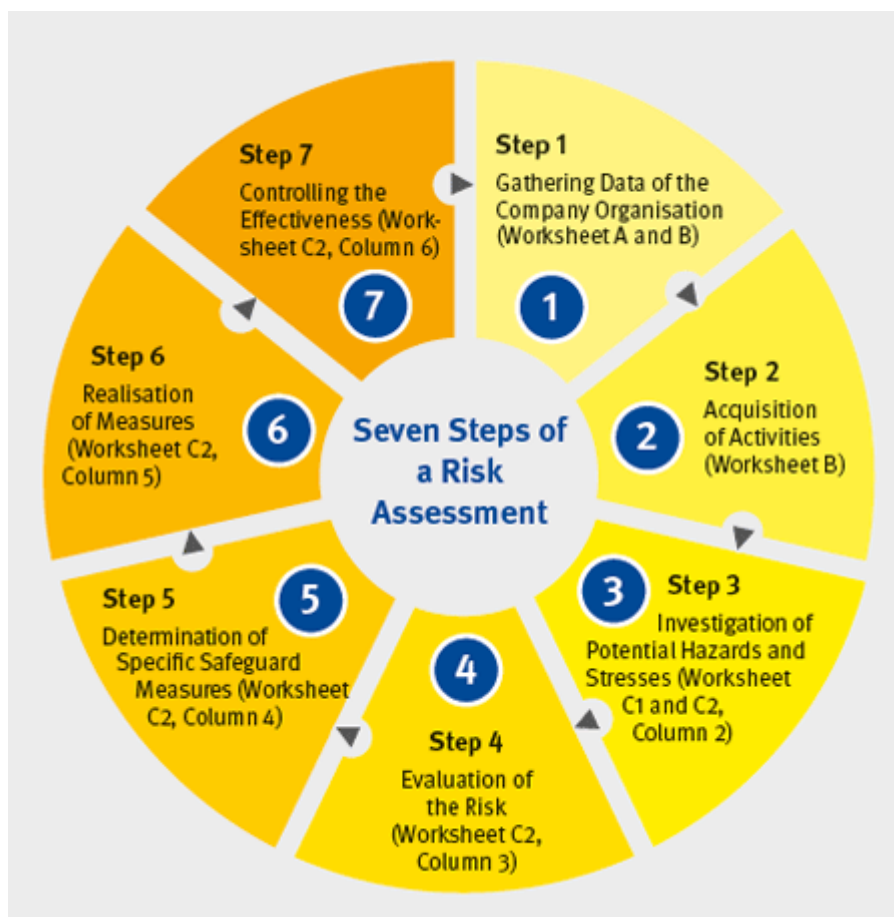 Seven Steps of
a Risk
Assessment
Step 1
Gathering Data of the
Company Organisation
(Worksheet A and B)
1
Step 2
Acquisition
of Activities
(Worksheet B)
2
Step 3
Investigation of
Potential Hazards and
Stresses (Worksheet
C1 and C2,
Column 2)
3
4
Step 4
Evaluation of
the Risk
(Worksheet C2,
Column 3)
5
Step 5
Determination of
Specific Safeguard
Measures (Worksheet
C2, Column 4)
Step 6
Realisation
of Measures
(Worksheet C2,
Column 5)
6
Step 7
Controlling the
Effectiveness (Work-
sheet C2, Column 6)
7